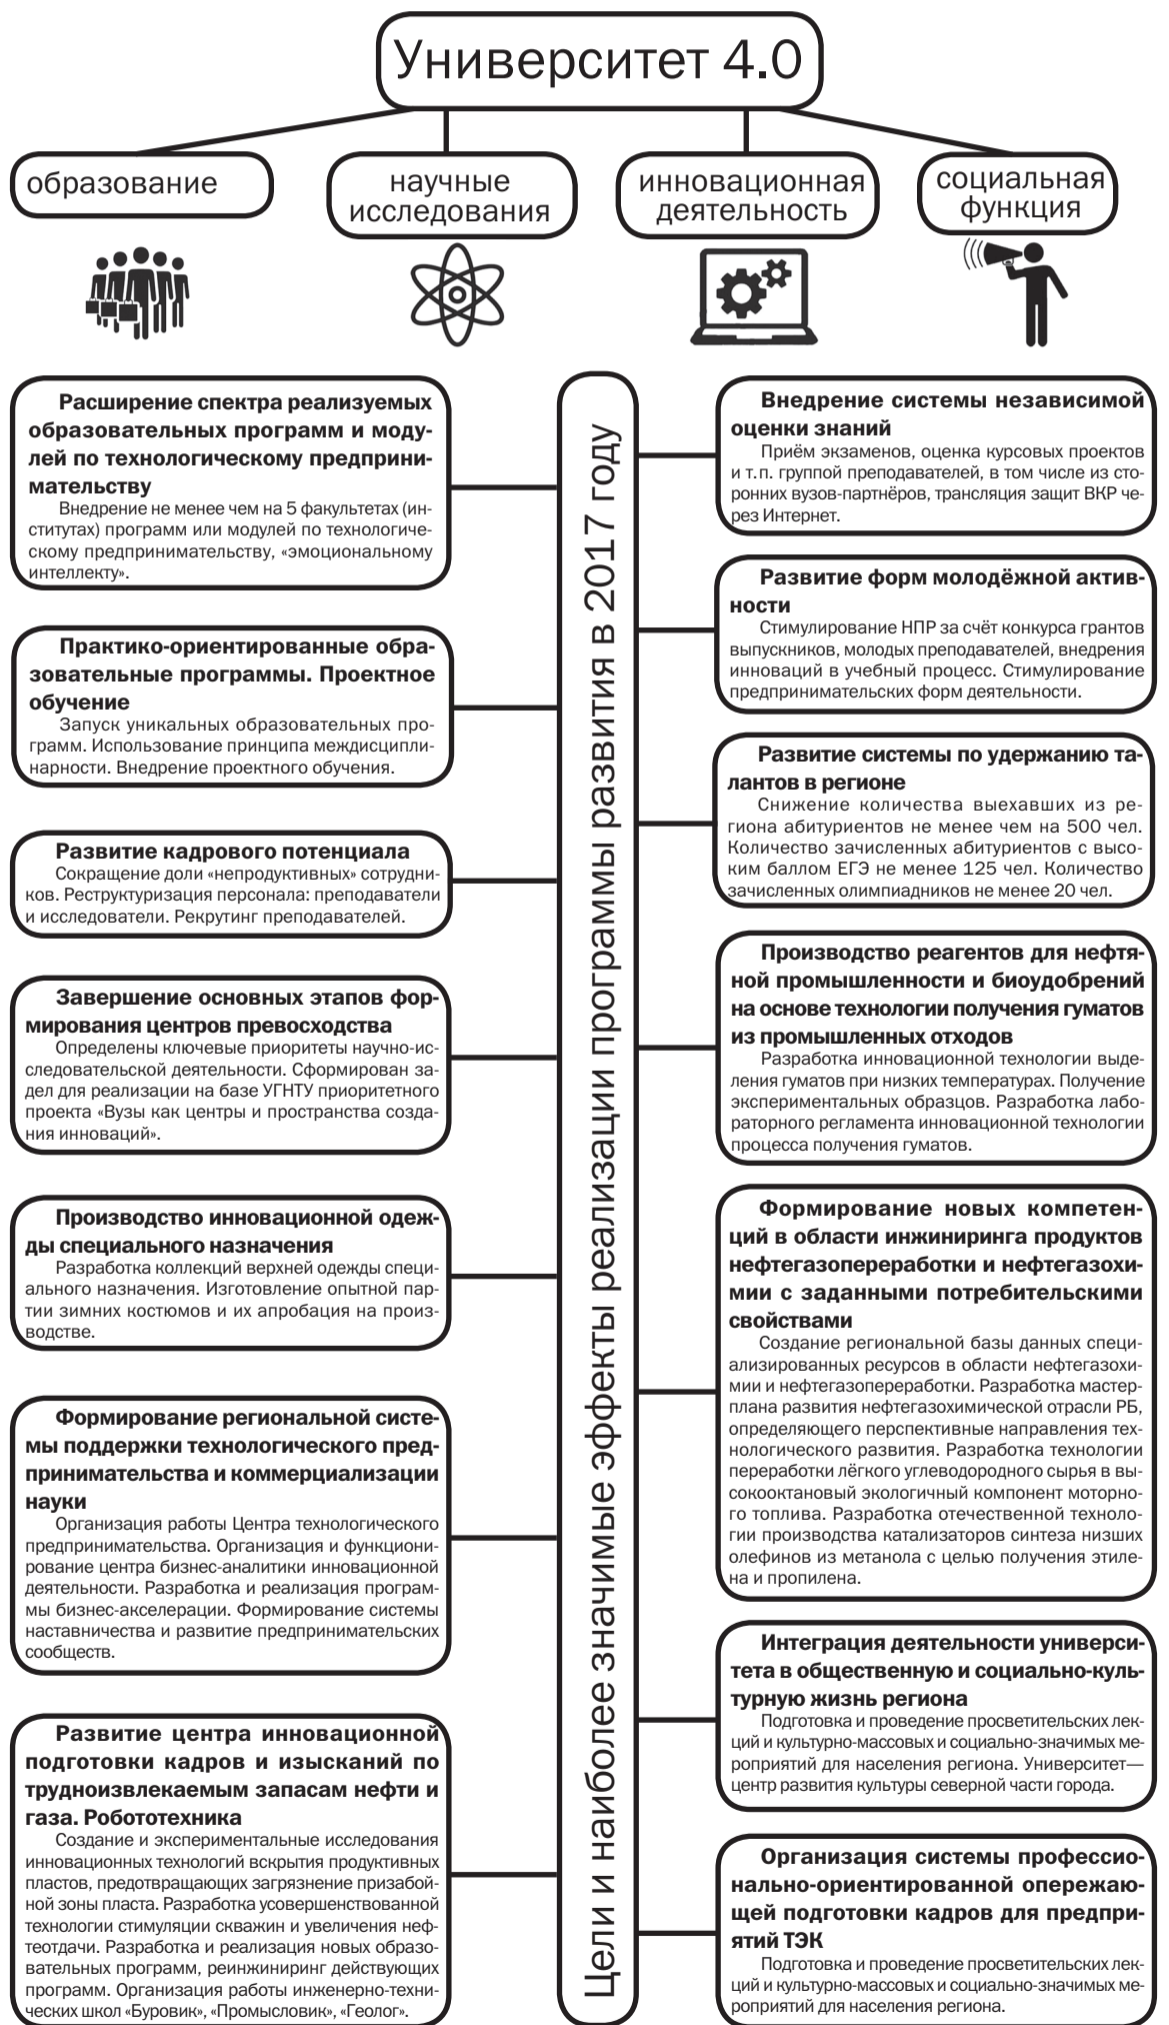 Университет 4.0
образование
научные
исследования
инновационная
деятельность
социальная
функция
Расширение спектра реализуемых
образовательных программ и моду-
лей по технологическому предприни-
мательству
Внедрение не менее чем на 5 факультетах (ин-
ститутах) программ или модулей по технологиче-
скому предпринимательству, «эмоциональному
интеллекту».
Практико-ориентированные обра-
зовательные программы. Проектное
обучение
Запуск уникальных образовательных про-
грамм. Использование принципа междисципли-
нарности. Внедрение проектного обучения.
Развитие кадрового потенциала
Сокращение доли «непродуктивных» сотрудни-
ков. Реструктуризация персонала: преподаватели
и исследователи. Рекрутинг преподавателей.
Завершение основных этапов фор-
мирования центров превосходства
Определены ключевые приоритеты научно-ис-
следовательской деятельности. Сформирован за-
дел для реализации на базе УГНТУ приоритетного
проекта «Вузы как центры и пространства созда-
ния инноваций».
Производство инновационной одеж-
ды специального назначения
Разработка коллекций верхней одежды специ-
ального назначения. Изготовление опытной пар-
тии зимних костюмов и их апробация на произ-
водстве.
Формирование региональной систе-
мы поддержки технологического пред-
принимательства и коммерциализации
науки
Организация работы Центра технологического
предпринимательства. Организация и функциони-
рование центра бизнес-аналитики инновационной
деятельности. Разработка и реализация програм-
мы бизнес-акселерации. Формирование системы
наставничества и развитие предпринимательских
сообществ.
Развитие центра инновационной
подготовки кадров и изысканий по
трудноизвлекаемым запасам нефти и
газа. Робототехника
Создание и экспериментальные исследования
инновационных технологий вскрытия продуктивных
пластов, предотвращающих загрязнение призабой-
ной зоны пласта. Разработка усовершенствованной
технологии стимуляции скважин и увеличения неф-
теотдачи. Разработка и реализация новых образо-
вательных программ, реинжиниринг действующих
программ. Организация работы инженерно-техни-
ческих школ «Буровик», «Промысловик», «Геолог».
Цели и наиболее значимые эффекты реализации программы развития в 2017 году
Внедрение системы независимой
оценки знаний
Приём экзаменов, оценка курсовых проектов
и т.п. группой преподавателей, в том числе из сто-
ронних вузов-партнёров, трансляция защит ВКР че-
рез Интернет.
Развитие форм молодёжной актив-
ности
Стимулирование НПР за счёт конкурса грантов
выпускников, молодых преподавателей, внедрения
инноваций в учебный процесс. Стимулирование
предпринимательских форм деятельности.
Развитие системы по удержанию та-
лантов в регионе
Снижение количества выехавших из ре-
гиона абитуриентов не менее чем на 500 чел.
Количество зачисленных абитуриентов с высо-
ким баллом ЕГЭ не менее 125 чел. Количество
зачисленных олимпиадников не менее 20 чел.
Производство реагентов для нефтя-
ной промышленности и биоудобрений
на основе технологии получения гуматов
из промышленных отходов
Разработка инновационной технологии выде-
ления гуматов при низких температурах. Получение
экспериментальных образцов. Разработка лабо-
раторного регламента инновационной технологии
процесса получения гуматов.
Формирование новых компетен-
ций в области инжиниринга продуктов
нефтегазопереработки и нефтегазохи-
мии с заданными потребительскими
свойствами
Создание региональной базы данных специ-
ализированных ресурсов в области нефтегазохи-
мии и нефтегазопереработки. Разработка мастер-
плана развития нефтегазохимической отрасли РБ,
определяющего перспективные направления тех-
нологического развития. Разработка технологии
переработки лёгкого углеводородного сырья в вы-
сокооктановый экологичный компонент моторно-
го топлива. Разработка отечественной техноло-
гии производства катализаторов синтеза низших
олефинов из метанола с целью получения этиле-
на и пропилена.
Интеграция деятельности универси-
тета в общественную и социально-куль-
турную жизнь региона
Подготовка и проведение просветительских лек-
ций и культурно-массовых и социально-значимых ме-
роприятий для населения региона. Университет—
центр развития культуры северной части города.
Организация системы профессио-
нально-ориентированной опережаю-
щей подготовки кадров для предпри-
ятий ТЭК
Подготовка и проведение просветительских лек-
ций и культурно-массовых и социально-значимых ме-
роприятий для населения региона.